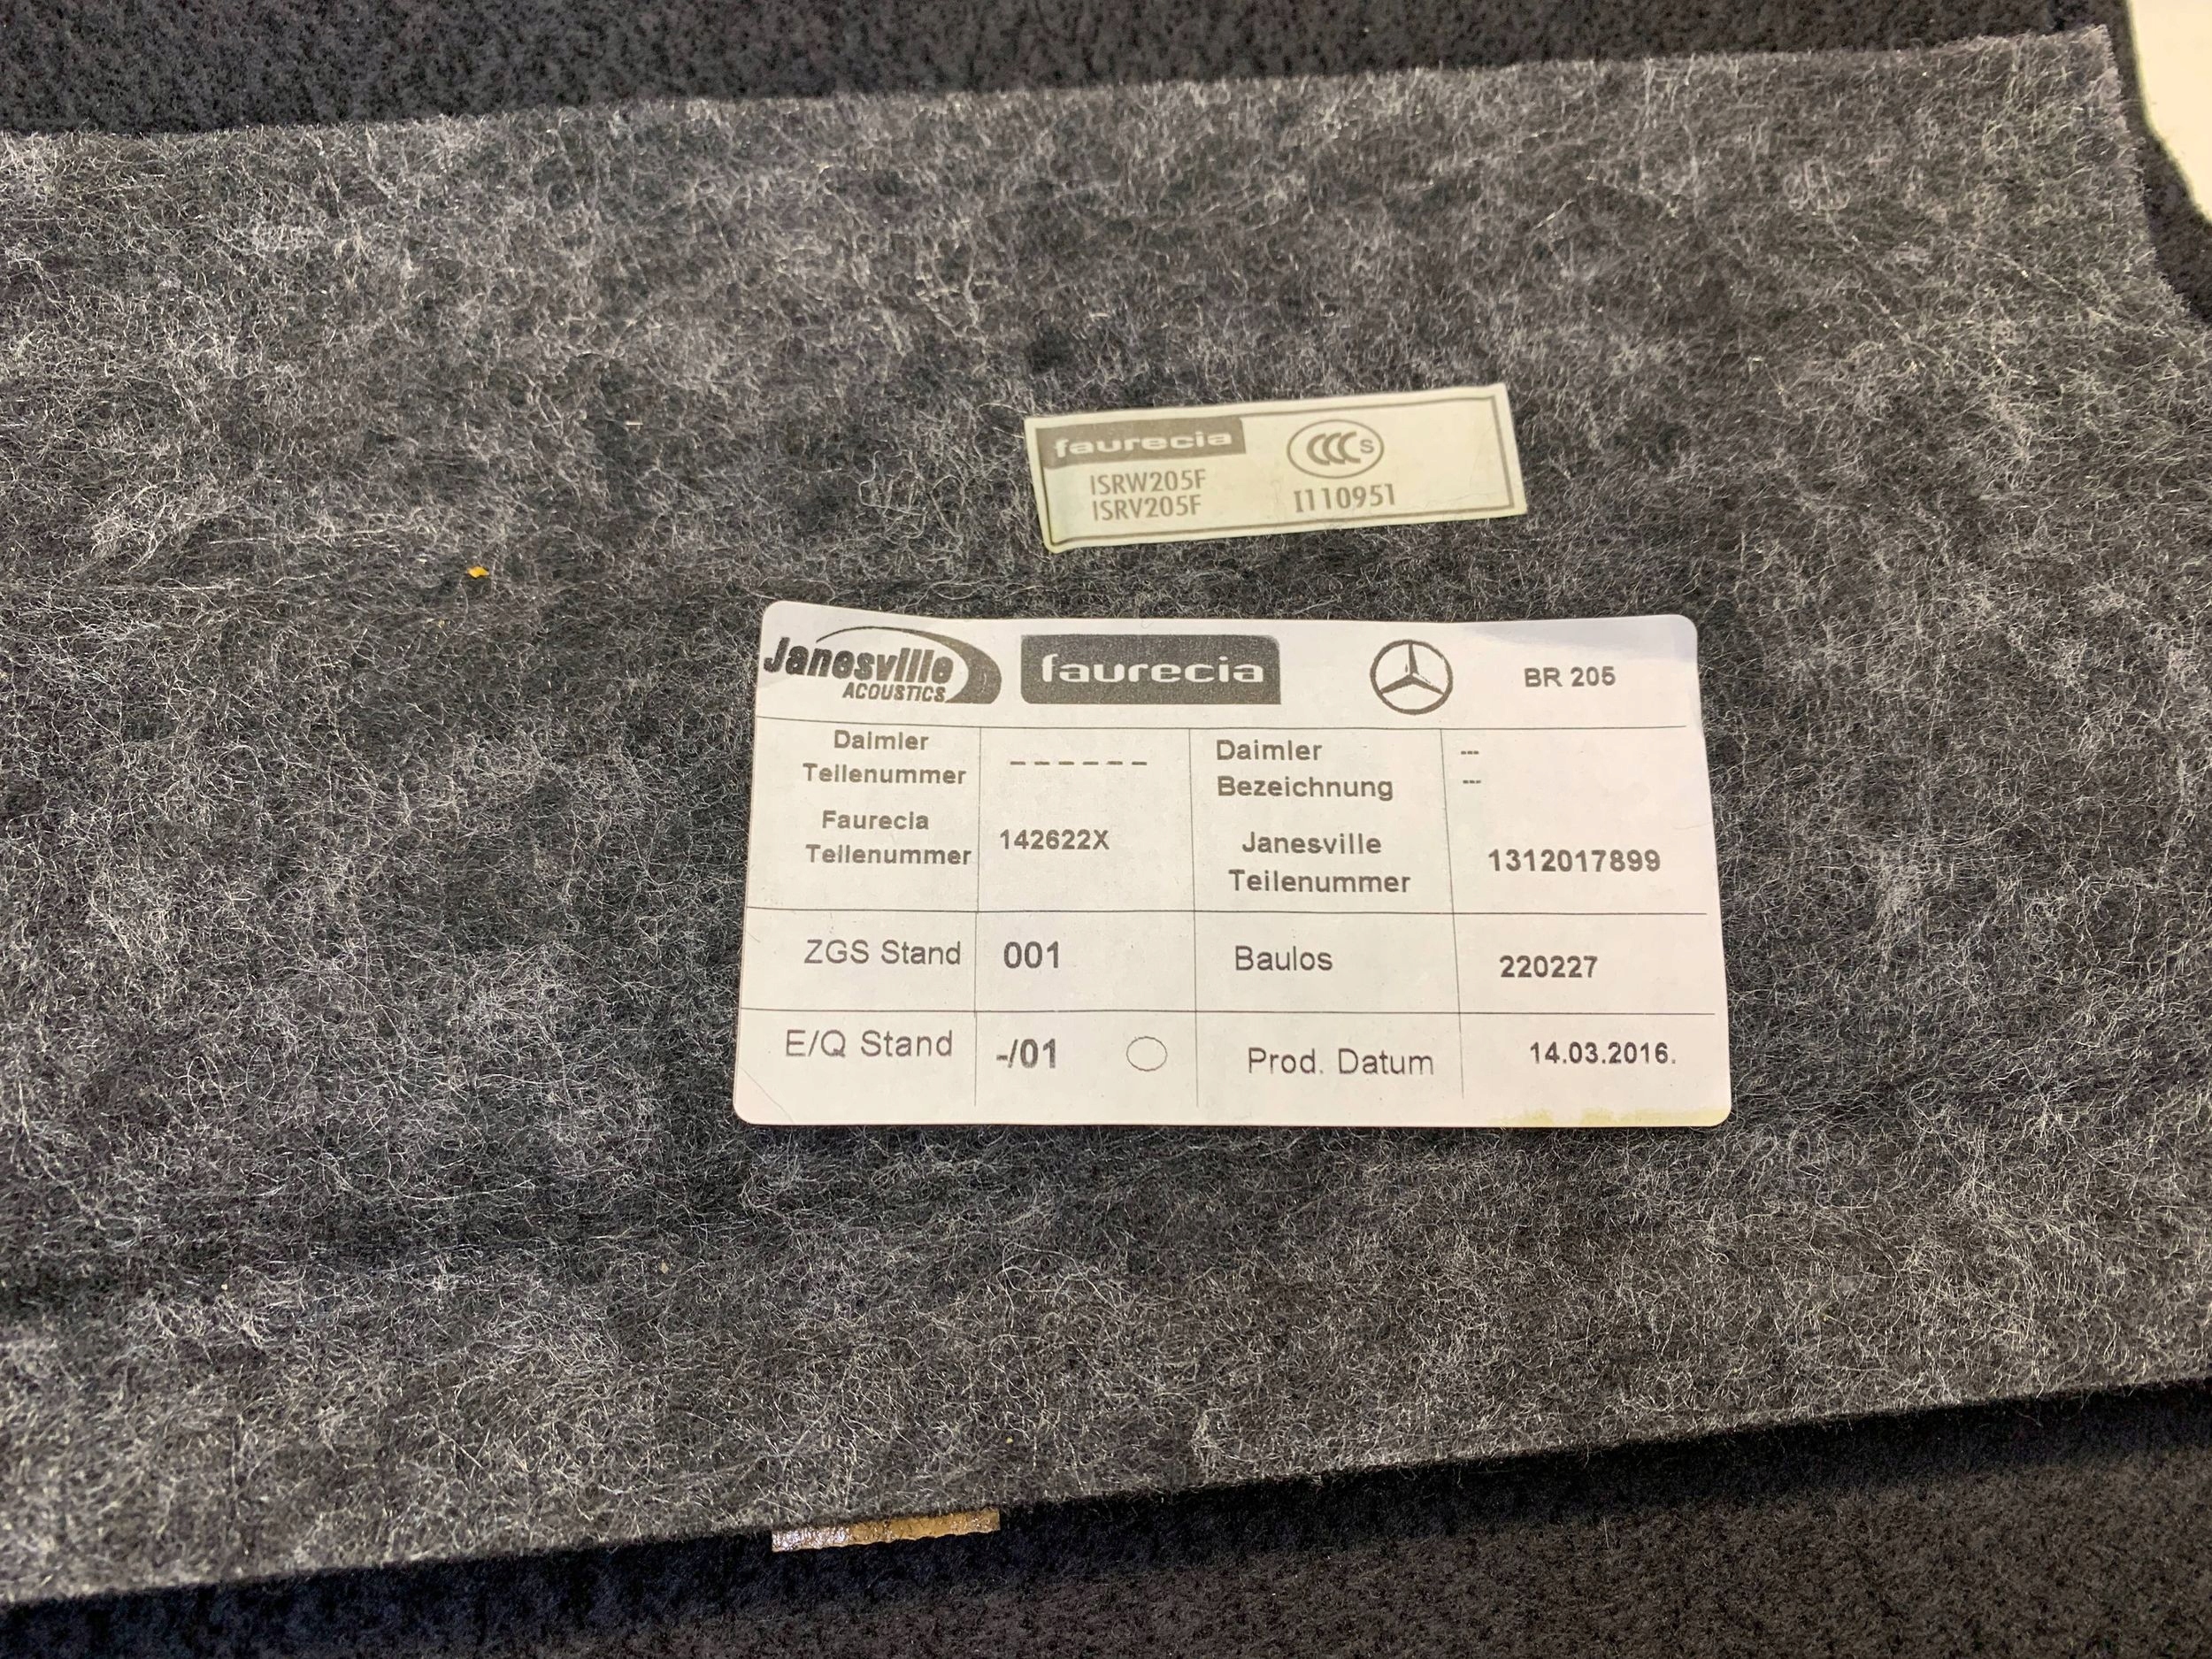 faurecia CCC S
ISRW205F
ISRV205F I110951
Janesville ACOUSTICS faurecia BR 205
Daimler Teilenummer ------ Daimler Bezeichnung --- ---
Faurecia Teilenummer 142622X Janesville Teilenummer 1312017899
ZGS Stand 001 Baulos 220227
E/Q Stand -/01 Prod. Datum 14.03.2016.